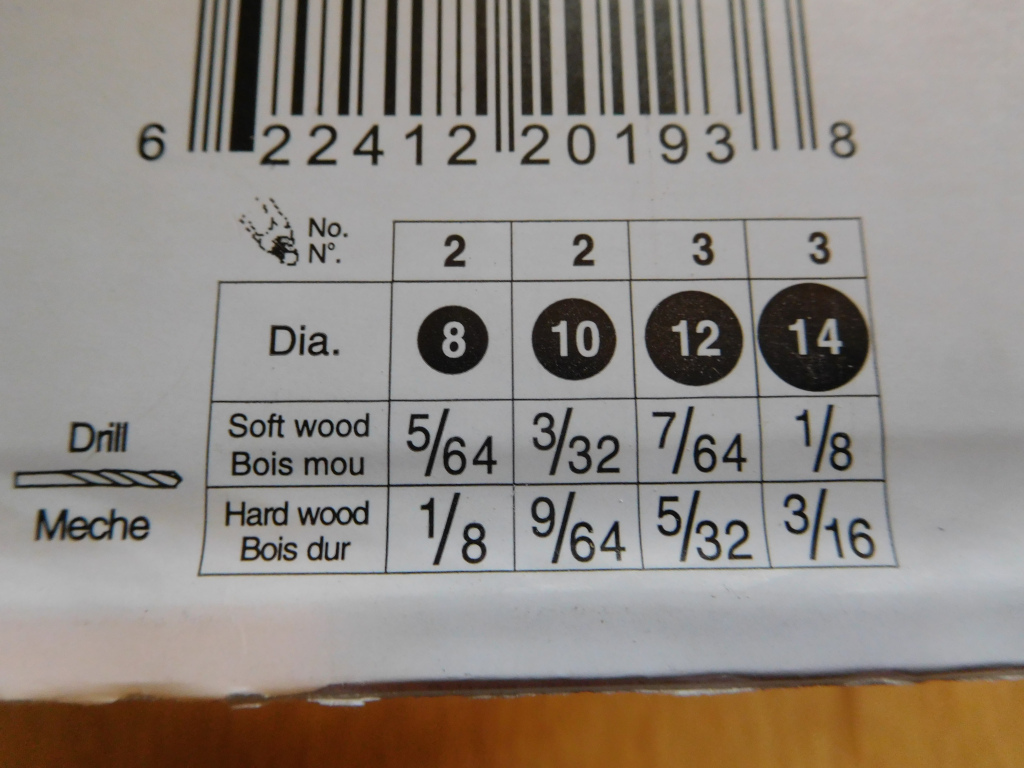 6 22412 20193 8
No. 2 2 3 3
N°.
Dia. 8 10 12 14
Drill
Meche
Soft wood 5/64 3/32 7/64 1/8
Bois mou
Hard wood 1/8 9/64 5/32 3/16
Bois dur